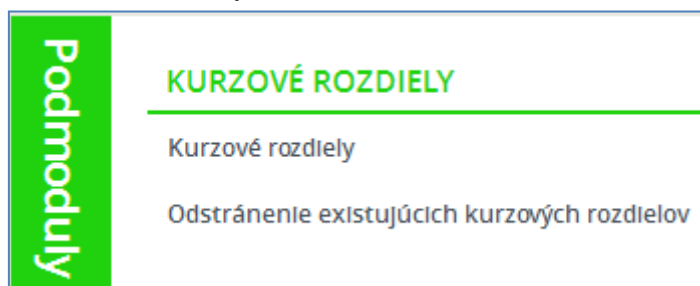 Podmoduly
KURZOVÉ ROZDIELY
Kurzové rozdiely
Odstránenie existujúcich kurzových rozdielov